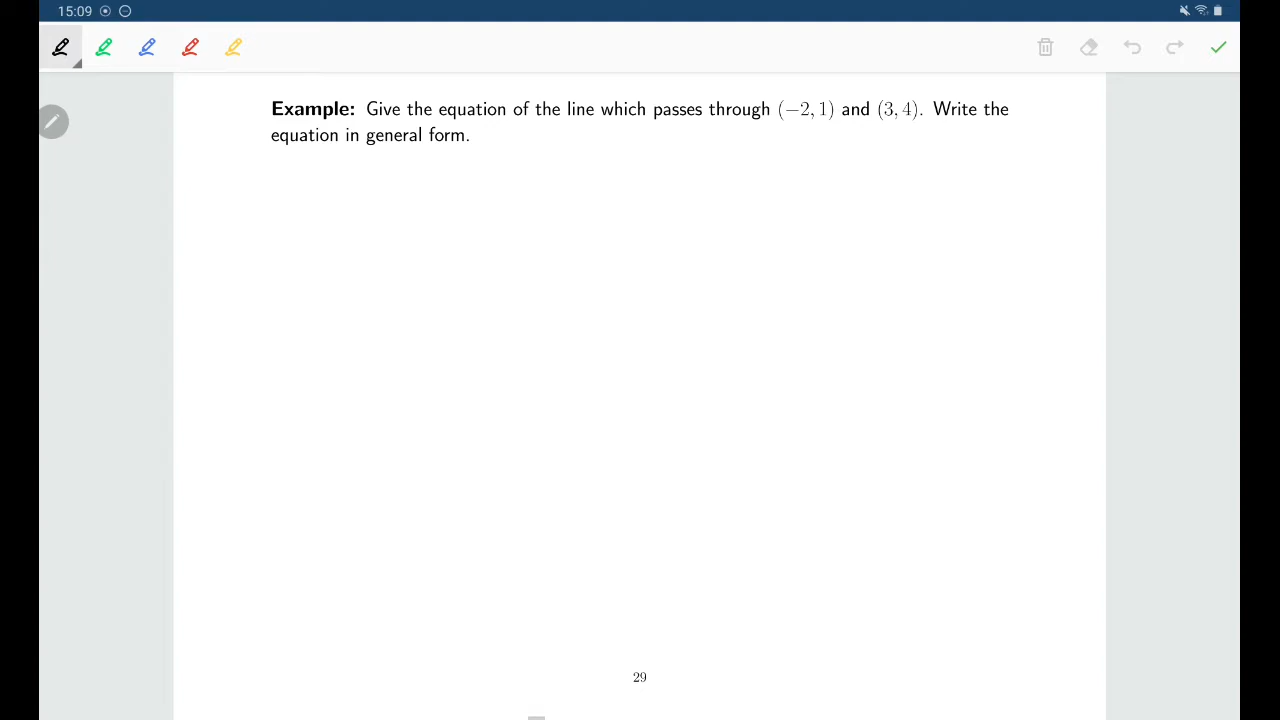 15:09
Example: Give the equation of the line which passes through (−2, 1) and (3, 4). Write the
equation in general form.
29